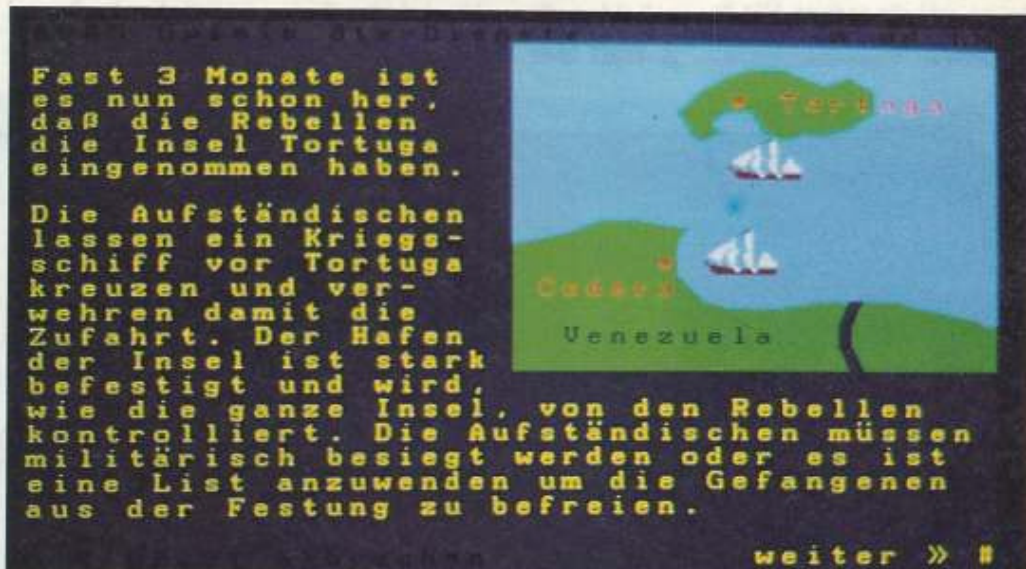 Fast 3 Monate ist
es nun schon her,
daß die Rebellen
die Insel Tortuga
eingenommen haben.
Die Aufständischen
lassen ein Kriegs-
schiff vor Tortuga
kreuzen und ver-
wehren damit die
Zufahrt. Der Hafen
der Insel ist stark
befestigt und wird,
wie die ganze Insel, von den Rebellen
kontrolliert. Die Aufständischen müssen
militärisch besiegt werden oder es ist
eine List anzuwenden um die Gefangenen
aus der Festung zu befreien.
Tortuga
Venezuela
weiter » #